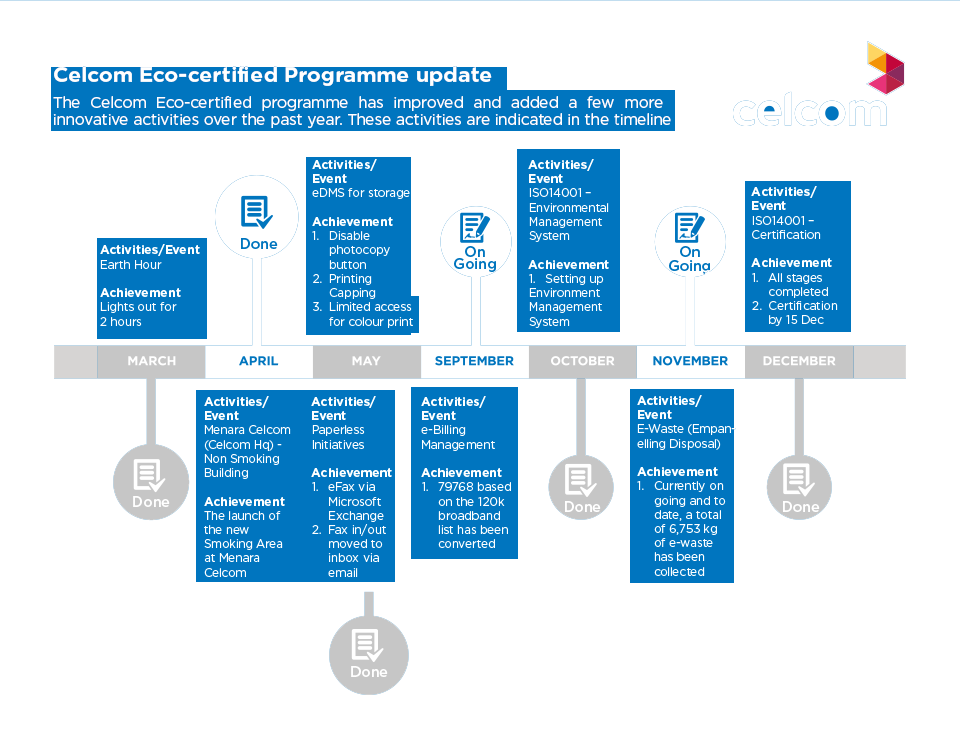 Celcom Eco-certified Programme update
The Celcom Eco-certified programme has improved and added a few more
innovative activities over the past year. These activities are indicated in the timeline
celcom
Activities/Event
Earth Hour
Achievement
Lights out for
2 hours
Done
Activities/
Event
eDMS for storage
Achievement
1. Disable
photocopy
button
2. Printing
Capping
3. Limited access
for colour print
On
Going
Activities/
Event
ISO14001 –
Environmental
Management
System
Achievement
1. Setting up
Environment
Management
System
On
Going
Activities/
Event
ISO14001 –
Certification
Achievement
1. All stages
completed
2. Certification
by 15 Dec
MARCH
APRIL
MAY
SEPTEMBER
OCTOBER
NOVEMBER
DECEMBER
Done
Activities/
Event
Menara Celcom
(Celcom Hq) -
Non Smoking
Building
Achievement
The launch of
the new
Smoking Area
at Menara
Celcom
Activities/
Event
Paperless
Initiatives
Achievement
1. eFax via
Microsoft
Exchange
2. Fax in/out
moved to
inbox via
email
Activities/
Event
e-Billing
Management
Achievement
1. 79768 based
on the 120k
broadband
list has been
converted
Done
Activities/
Event
E-Waste (Empan-
elling Disposal)
Achievement
1. Currently on
going and to
date, a total
of 6,753 kg
of e-waste
has been
collected
Done
Done